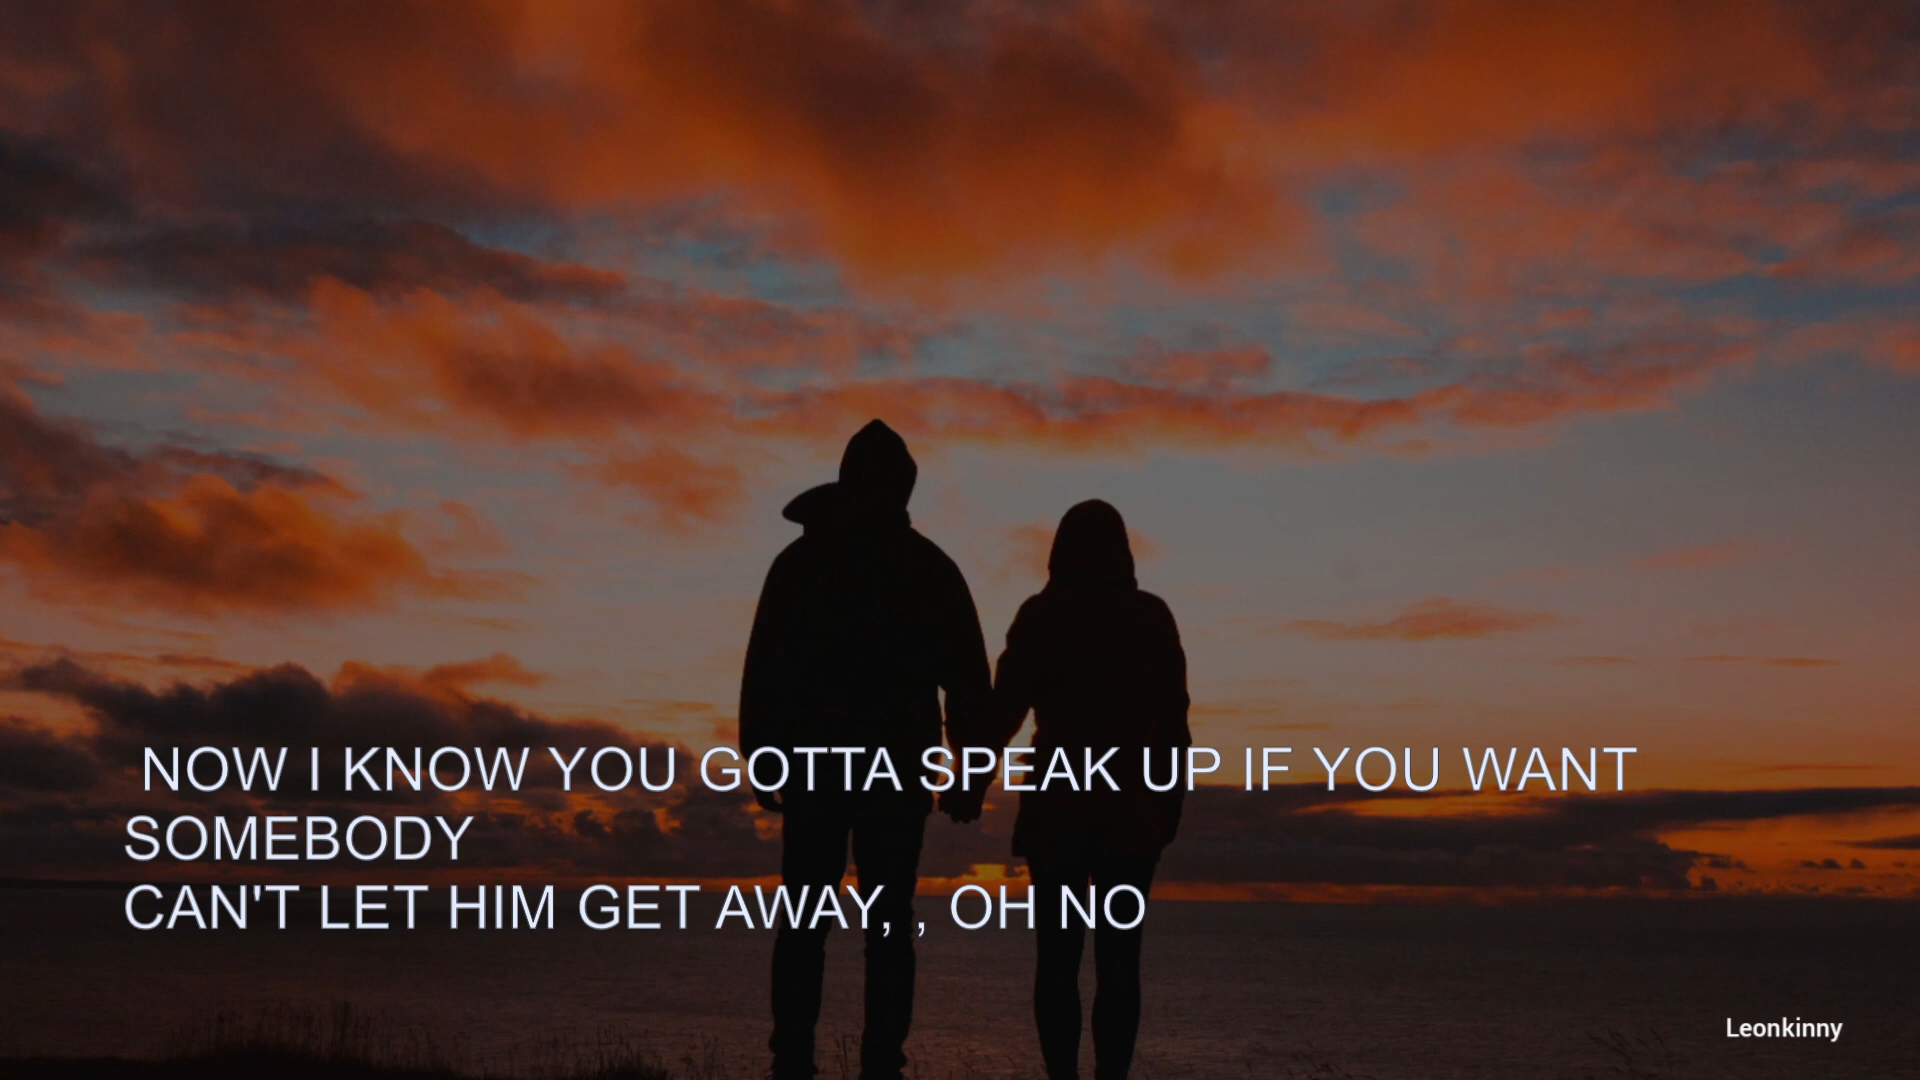 NOW I KNOW YOU GOTTA SPEAK UP IF YOU WANT
SOMEBODY
CAN'T LET HIM GET AWAY, , OH NO
Leonkinny